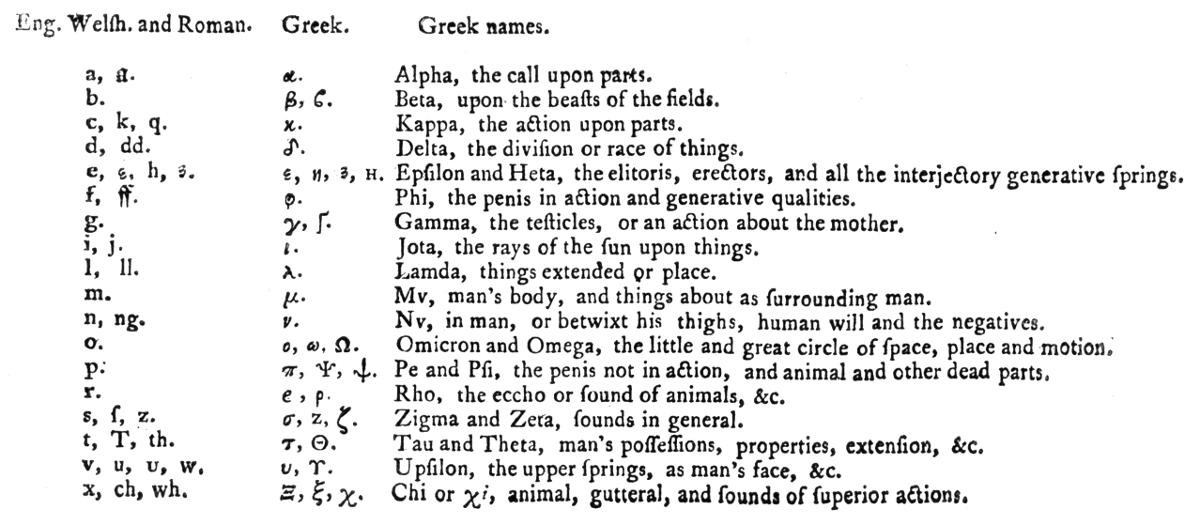 Eng. Welſh. and Roman. Greek. Greek names.
a, ɑ. α. Alpha, the call upon parts.
b. β, ϐ. Beta, upon the beaſts of the fields.
c, k, q. κ. Kappa, the action upon parts.
d, dd. δ. Delta, the diviſion or race of things.
e, ε, h, 3. ε, η, 3, H. Epſilon and Heta, the elitoris, erectors, and all the interjectory generative ſprings.
f, ff. φ. Phi, the penis in action and generative qualities.
g. γ, ſ. Gamma, the teſticles, or an action about the mother.
i, j. ι. Jota, the rays of the ſun upon things.
l, ll. λ. Lamda, things extended or place.
m. μ. Mv, man's body, and things about as ſurrounding man.
n, ng. ν. Nv, in man, or betwixt his thighs, human will and the negatives.
o. ο, ω, Ω. Omicron and Omega, the little and great circle of ſpace, place and motion.
p. π, Ψ, ψ. Pe and Pſi, the penis not in action, and animal and other dead parts.
r. ϱ, ρ. Rho, the eccho or ſound of animals, &c.
s, ſ, z. σ, z, ζ. Zigma and Zeta, ſounds in general.
t, T, th. τ, Θ. Tau and Theta, man's poſſeſſions, properties, extenſion, &c.
v, u, υ, w. υ, ϒ. Upſilon, the upper ſprings, as man's face, &c.
x, ch, wh. Ξ, ξ, χ. Chi or χi, animal, gutteral, and ſounds of ſuperior actions.